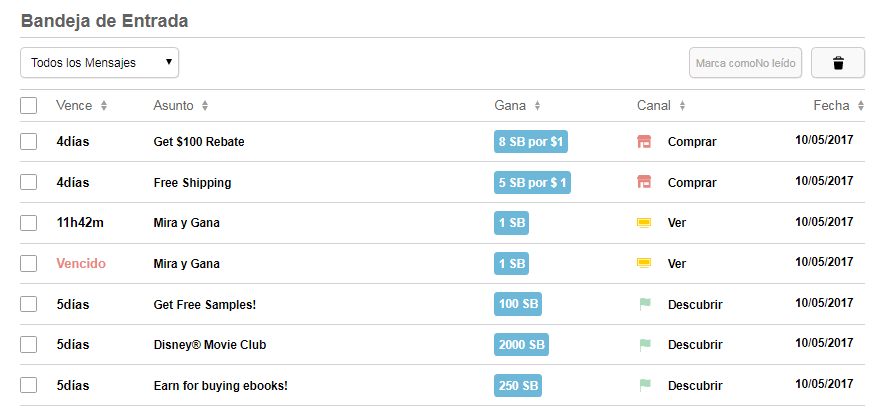 Bandeja de Entrada
Todos los Mensajes Marca comoNo leído
Vence Asunto Gana Canal Fecha
4días Get $100 Rebate 8 SB por $1 Comprar 10/05/2017
4días Free Shipping 5 SB por $ 1 Comprar 10/05/2017
11h42m Mira y Gana 1 SB Ver 10/05/2017
Vencido Mira y Gana 1 SB Ver 10/05/2017
5días Get Free Samples! 100 SB Descubrir 10/05/2017
5días Disney® Movie Club 2000 SB Descubrir 10/05/2017
5días Earn for buying ebooks! 250 SB Descubrir 10/05/2017